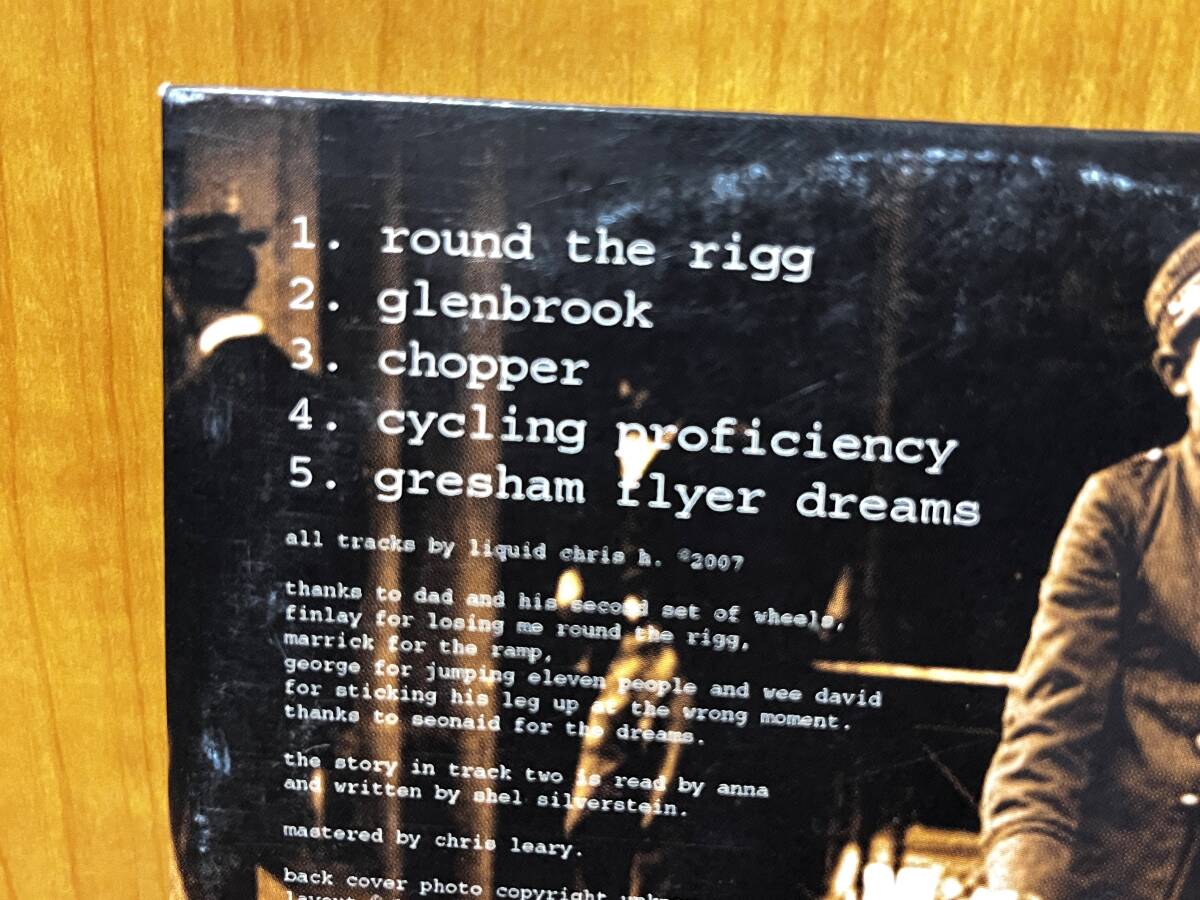 1. round the rigg
2. glenbrook
3. chopper
4. cycling proficiency
5. gresham flyer dreams
all tracks by liquid chris h. ©2007
thanks to dad and his second set of wheels,
finlay for losing me round the rigg,
marrick for the ramp,
george for jumping eleven people and wee david
for sticking his leg up at the wrong moment.
thanks to seonaid for the dreams.
the story in track two is read by anna
and written by shel silverstein.
mastered by chris leary.
back cover photo copyright